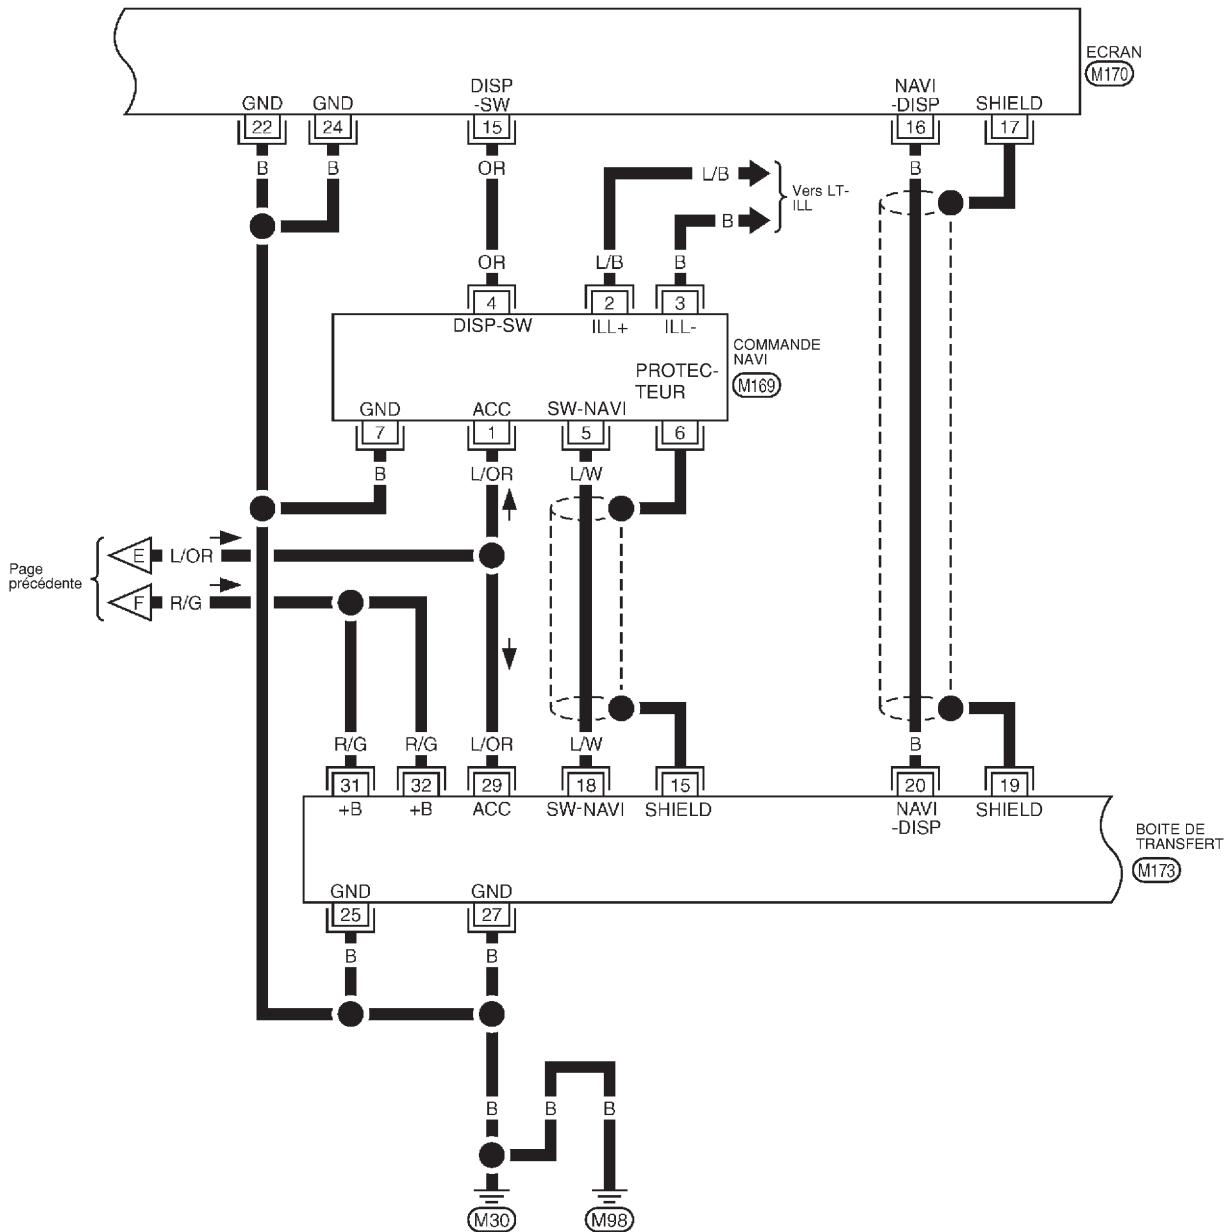 ECRAN
M170
DISP
-SW
NAVI
-DISP
GND
GND
SHIELD
22
24
15
16
17
B
B
OR
B
L/B
Vers LT-
ILL
B
OR
L/B
B
4
2
3
DISP-SW
ILL+
ILL-
COMMANDE
NAVI
M169
PROTEC-
TEUR
GND
ACC
SW-NAVI
7
1
5
6
B
L/OR
L/W
Page
précédente
E
L/OR
F
R/G
R/G
R/G
L/OR
L/W
B
31
32
29
18
15
20
19
+B
+B
ACC
SW-NAVI
SHIELD
NAVI
-DISP
SHIELD
BOITE DE
TRANSFERT
M173
GND
GND
25
27
B
B
B
B
B
M30
M98